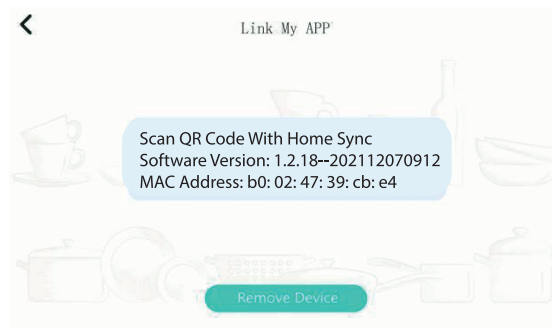 Link My APP
Scan QR Code With Home Sync
Software Version: 1.2.18--202112070912
MAC Address: b0: 02: 47: 39: cb: e4
Remove Device